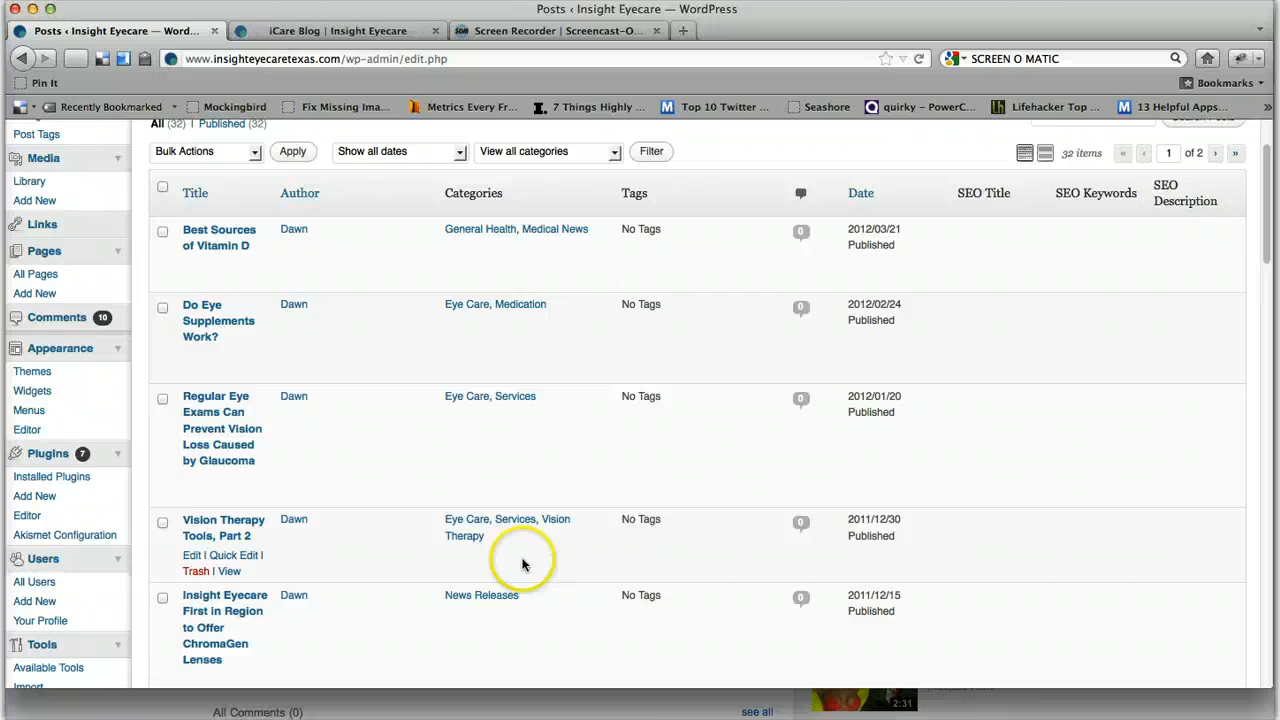 Posts ‹ Insight Eyecare — WordPress
Posts ‹ Insight Eyecare — Word...
iCare Blog | Insight Eyecare
Screen Recorder | Screencast-O...
www.insighteyecaretexas.com/wp-admin/edit.php
SCREEN O MATIC
Pin It
Bookmarks
Recently Bookmarked
Mockingbird
Fix Missing Ima...
Metrics Every Fr...
7 Things Highly ...
Top 10 Twitter ...
Seashore
quirky – PowerC...
Lifehacker Top ...
13 Helpful Apps...
»
Post Tags
Media
Library
Add New
Links
Pages
All Pages
Add New
Comments 10
Appearance
Themes
Widgets
Menus
Editor
Plugins 7
Installed Plugins
Add New
Editor
Akismet Configuration
Users
All Users
Add New
Your Profile
Tools
Available Tools
Import
All (32) | Published (32)
Search Posts
Bulk Actions
Apply
Show all dates
View all categories
Filter
32 items « ‹ 1 of 2 › »
Title
Author
Categories
Tags
Date
SEO Title
SEO Keywords
SEO
Description
Best Sources
of Vitamin D
Dawn
General Health, Medical News
No Tags
0
2012/03/21
Published
Do Eye
Supplements
Work?
Dawn
Eye Care, Medication
No Tags
0
2012/02/24
Published
Regular Eye
Exams Can
Prevent Vision
Loss Caused
by Glaucoma
Dawn
Eye Care, Services
No Tags
0
2012/01/20
Published
Vision Therapy
Tools, Part 2
Edit | Quick Edit |
Trash | View
Dawn
Eye Care, Services, Vision
Therapy
No Tags
0
2011/12/30
Published
Insight Eyecare
First in Region
to Offer
ChromaGen
Lenses
Dawn
News Releases
No Tags
0
2011/12/15
Published
All Comments (0)
see all
2:31